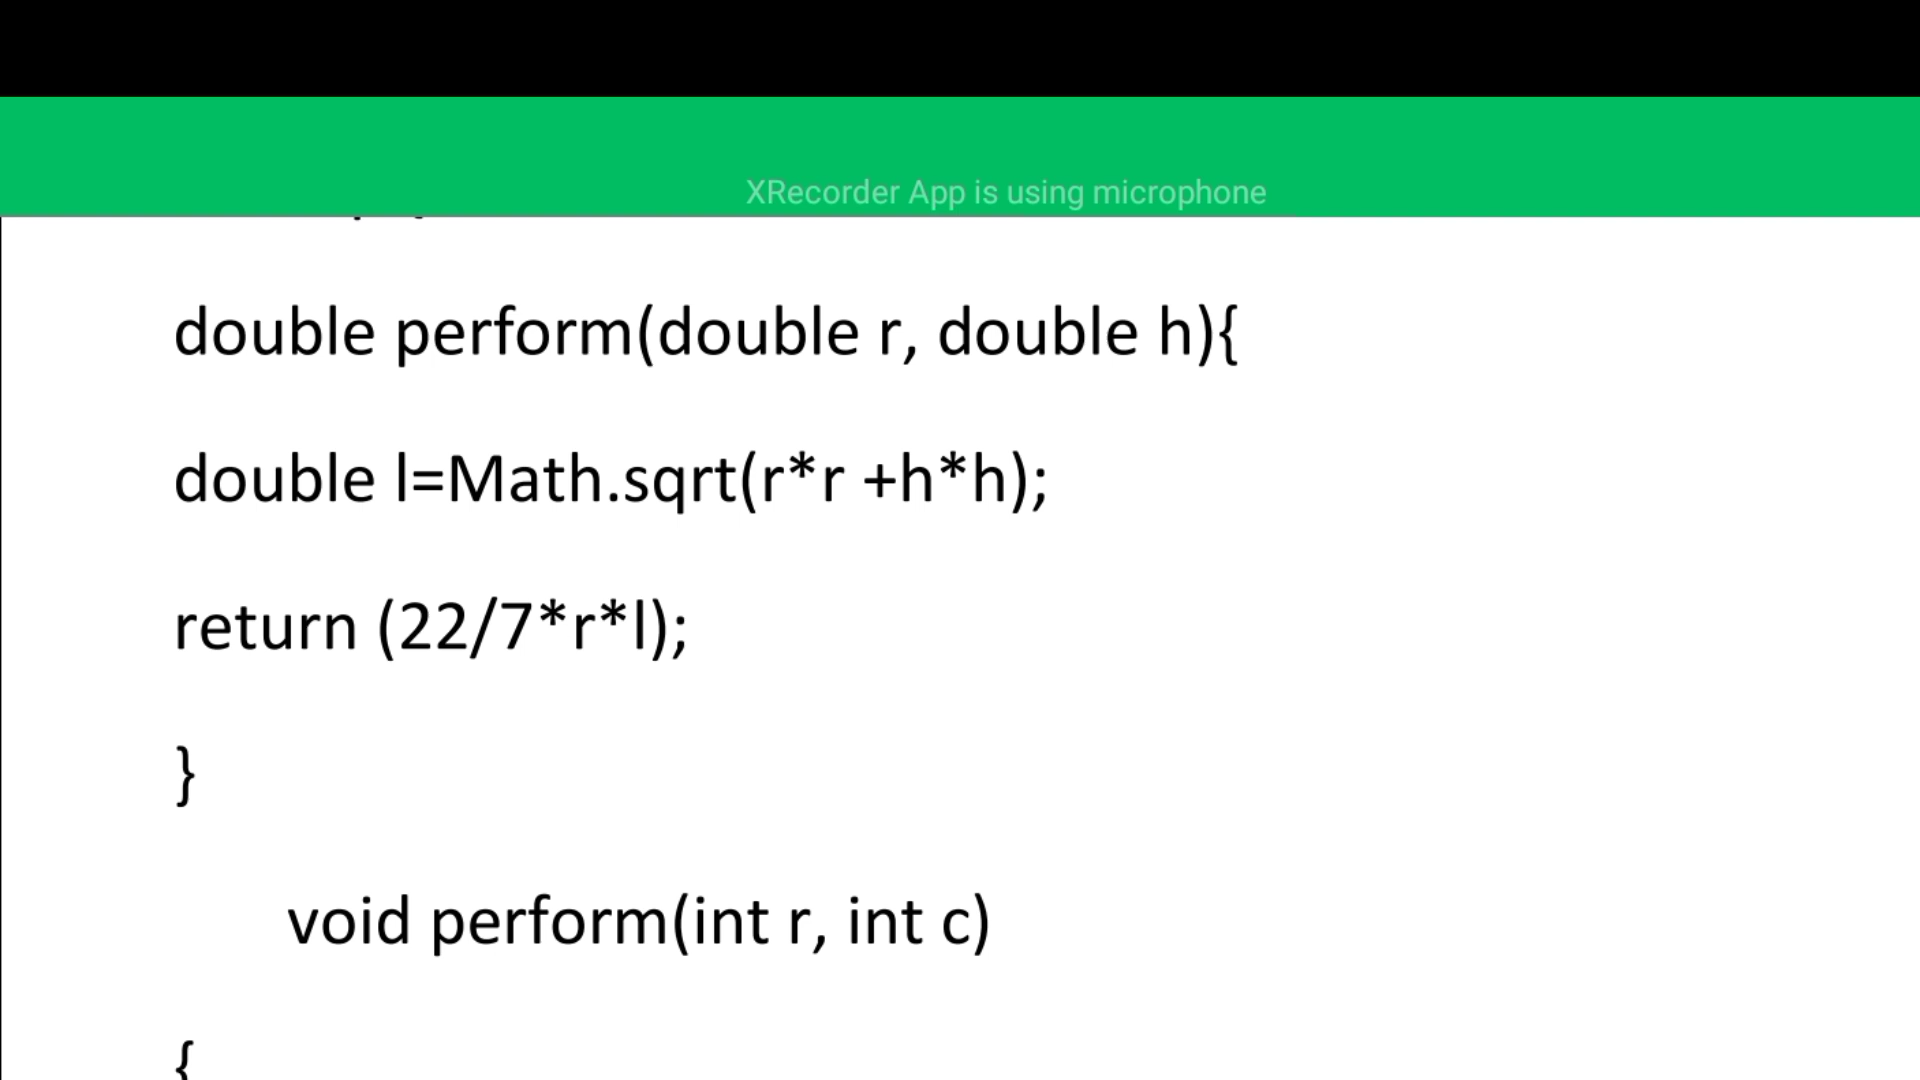 XRecorder App is using microphone
double perform(double r, double h){
double l=Math.sqrt(r*r +h*h);
return (22/7*r*l);
}
void perform(int r, int c)
{